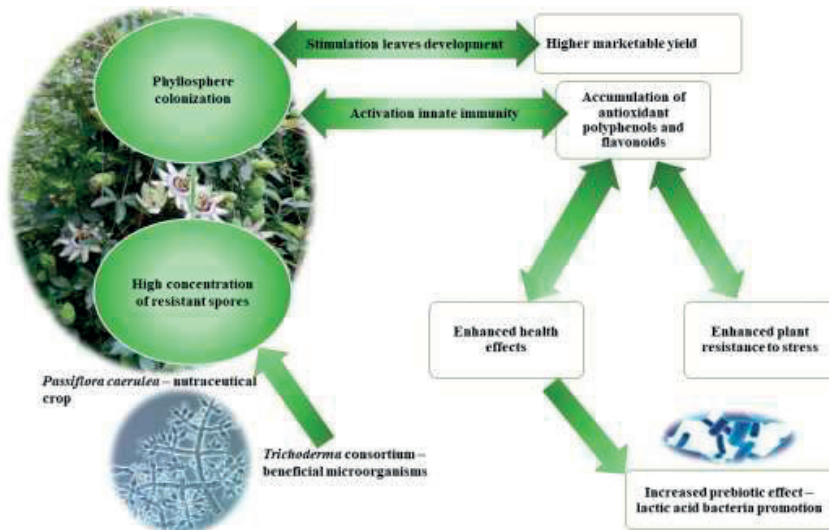 Stimulation leaves development
Higher marketable yield
Phyllosphere
colonization
Activation innate immunity
Accumulation of
antioxidant
polyphenols and
flavonoids
High concentration
of resistant spores
Enhanced health
effects
Enhanced plant
resistance to stress
Passiflora caerulea – nutraceutical
crop
Trichoderma consortium –
beneficial microorganisms
Increased prebiotic effect –
lactic acid bacteria promotion